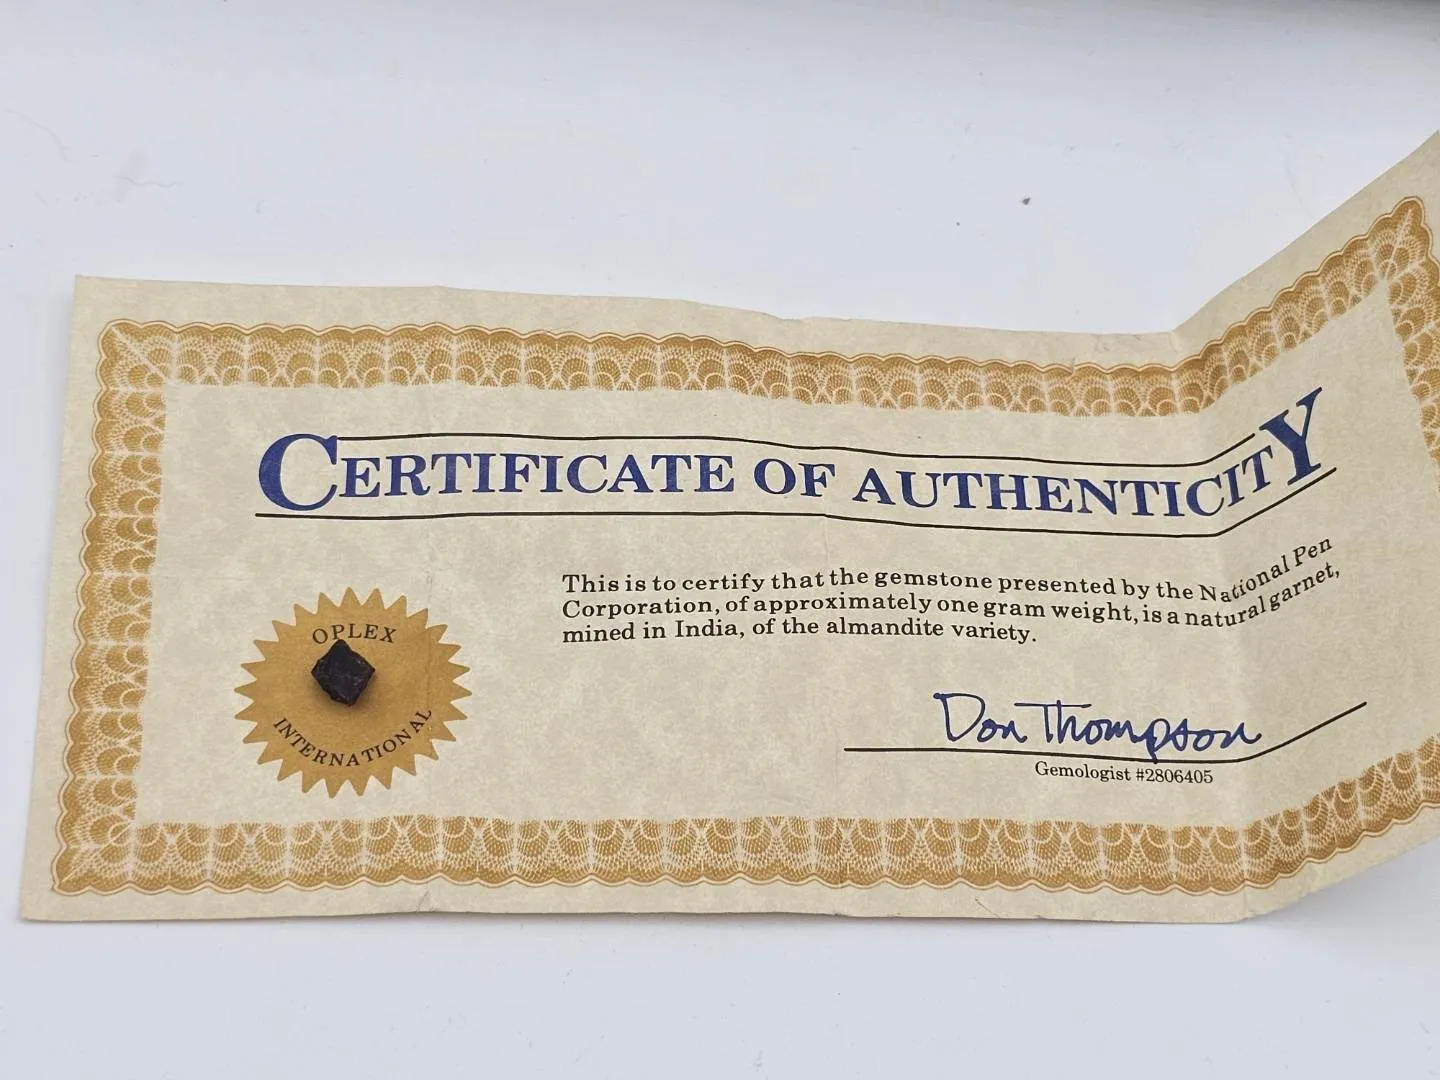 CERTIFICATE OF AUTHENTICITY
This is to certify that the gemstone presented by the National Pen
Corporation, of approximately one gram weight, is a natural garnet,
mined in India, of the almandite variety.
OPLEX
INTERNATIONAL
Don Thompson
Gemologist #2806405